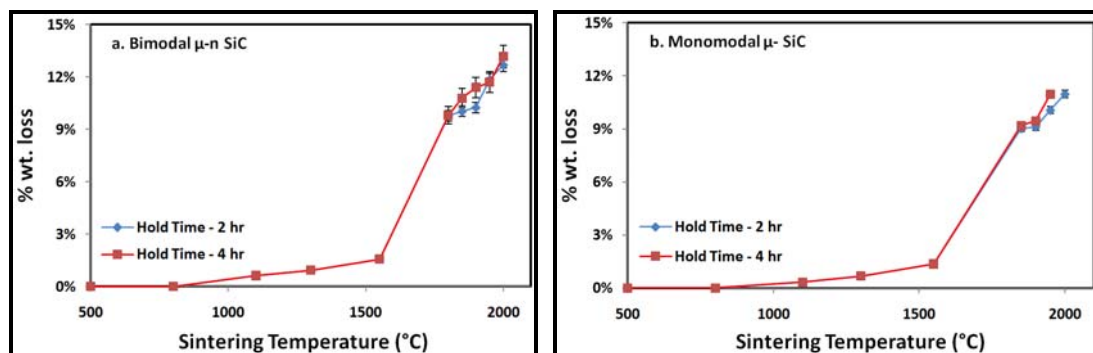 15%
a. Bimodal μ-n SiC
12%
9%
6%
3%
0%
% wt. loss
Hold Time - 2 hr
Hold Time - 4 hr
500
1000
1500
2000
Sintering Temperature (°C)
15%
b. Monomodal μ- SiC
12%
9%
6%
3%
0%
% wt. loss
Hold Time - 2 hr
Hold Time - 4 hr
500
1000
1500
2000
Sintering Temperature (°C)